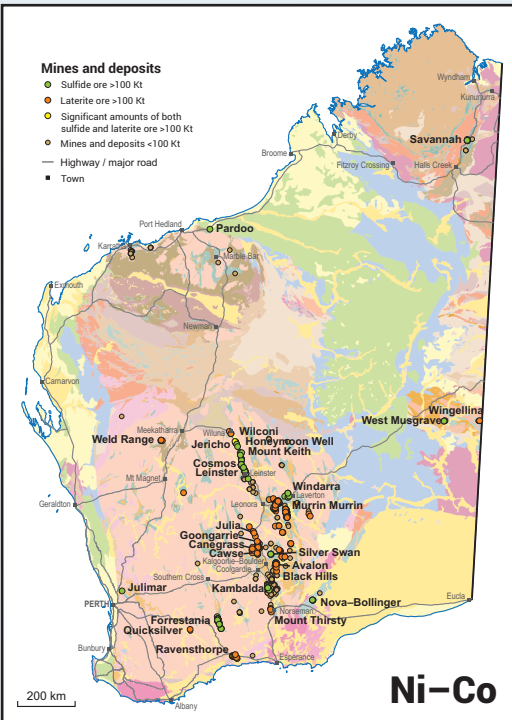 Mines and deposits
Sulfide ore >100 Kt
Laterite ore >100 Kt
Significant amounts of both
sulfide and laterite ore >100 Kt
Mines and deposits <100 Kt
Highway / major road
Town
Wyndham
Kununurra
Savannah
Derby
Broome
Fitzroy Crossing
Halls Creek
Port Hedland
Pardoo
Karratha
Marble Bar
Exmouth
Newman
Carnarvon
Wingellina
West Musgrave
Meekatharra
Wiluna
Wilconi
Weld Range
Jericho
Honeymoon Well
Mount Keith
Cosmos
Leinster
Leinster
Mt Magnet
Windarra
Laverton
Geraldton
Leonora
Murrin Murrin
Julia
Goongarrie
Canegrass
Cawse
Silver Swan
Kalgoorlie–Boulder
Avalon
Coolgardie
Black Hills
Southern Cross
Julimar
Kambalda
Eucla
PERTH
Nova–Bollinger
Norseman
Forrestania
Mount Thirsty
Quicksilver
Bunbury
Ravensthorpe
Esperance
200 km
Albany
Ni–Co